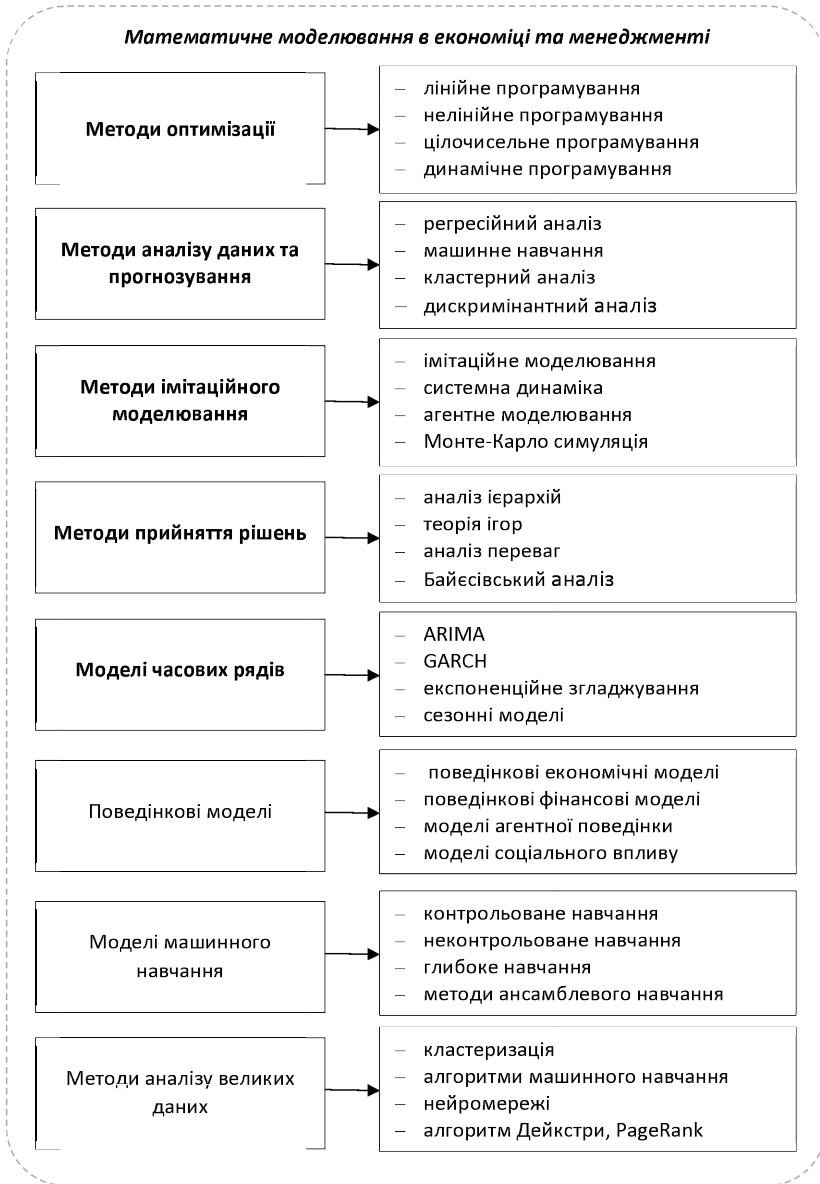 Математичне моделювання в економіці та менеджменті
Методи оптимізації
– лінійне програмування
– нелінійне програмування
– цілочисельне програмування
– динамічне програмування
Методи аналізу даних та
прогнозування
– регресійний аналіз
– машинне навчання
– кластерний аналіз
– дискримінантний аналіз
Методи імітаційного
моделювання
– імітаційне моделювання
– системна динаміка
– агентне моделювання
– Монте-Карло симуляція
Методи прийняття рішень
– аналіз ієрархій
– теорія ігор
– аналіз переваг
– Байєсівський аналіз
Моделі часових рядів
– ARIMA
– GARCH
– експоненційне згладжування
– сезонні моделі
Поведінкові моделі
– поведінкові економічні моделі
– поведінкові фінансові моделі
– моделі агентної поведінки
– моделі соціального впливу
Моделі машинного
навчання
– контрольоване навчання
– неконтрольоване навчання
– глибоке навчання
– методи ансамблевого навчання
Методи аналізу великих
даних
– кластеризація
– алгоритми машинного навчання
– нейромережі
– алгоритм Дейкстри, PageRank